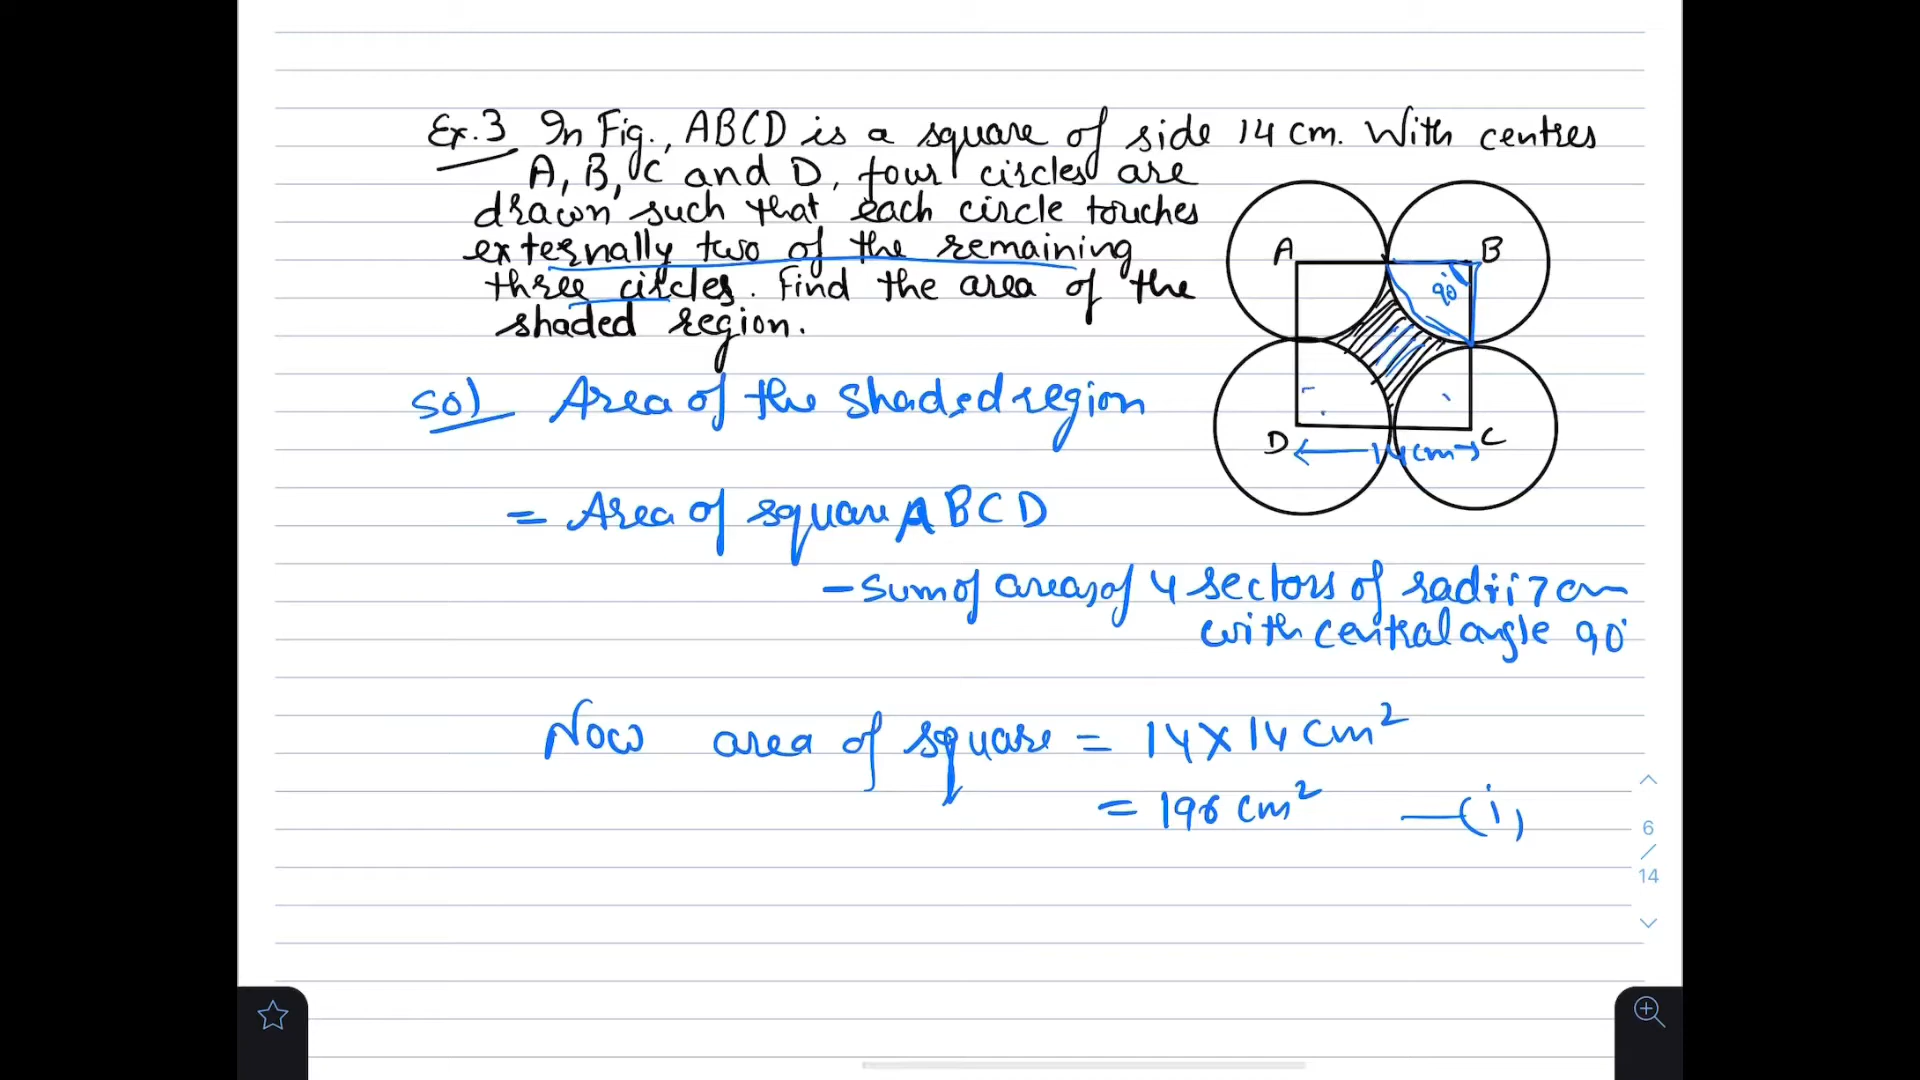 Ex.3 In Fig., ABCD is a square of side 14 cm. With centres
A, B, C and D, four circles are
drawn such that each circle touches
externally two of the remaining
three circles. Find the area of the
shaded region.
A
B
90°
D
14cm
C
Sol Area of the shaded region
= Area of square ABCD
- sum of areas of 4 sectors of radii 7 cm
with central angle 90°
Now area of square = 14 × 14 cm²
= 196 cm² —(i)
6
/
14